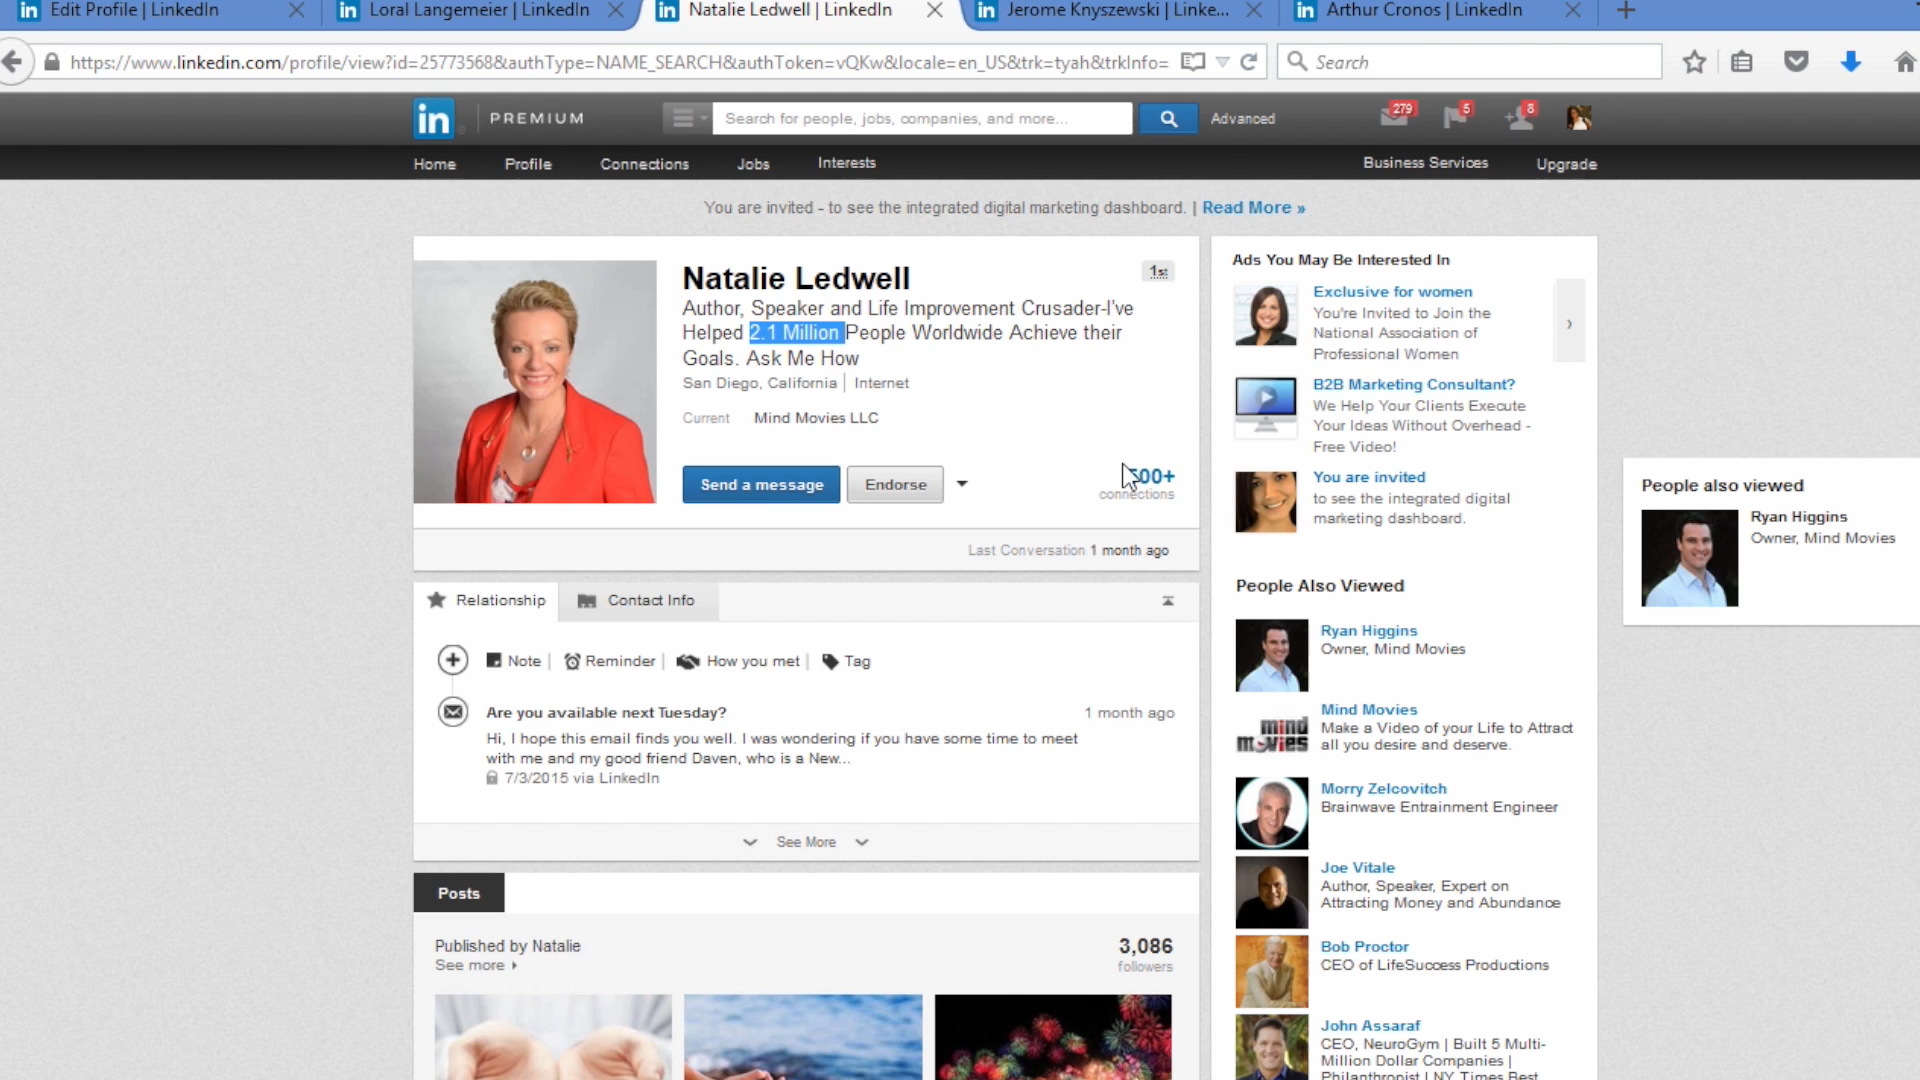 Edit Profile | LinkedIn
Loral Langemeier | LinkedIn
Natalie Ledwell | LinkedIn
Jerome Knyszewski | Linke...
Arthur Cronos | LinkedIn
https://www.linkedin.com/profile/view?id=25773568&authType=NAME_SEARCH&authToken=vQKw&locale=en_US&trk=tyah&trkInfo=
Search
in PREMIUM
Search for people, jobs, companies, and more...
Advanced
279
5
8
Home Profile Connections Jobs Interests
Business Services Upgrade
You are invited - to see the integrated digital marketing dashboard. | Read More »
Natalie Ledwell
1st
Author, Speaker and Life Improvement Crusader-I've
Helped 2.1 Million People Worldwide Achieve their
Goals. Ask Me How
San Diego, California | Internet
Current Mind Movies LLC
Send a message
Endorse
500+
connections
Last Conversation 1 month ago
Relationship
Contact Info
Note | Reminder | How you met | Tag
Are you available next Tuesday?
1 month ago
Hi, I hope this email finds you well. I was wondering if you have some time to meet
with me and my good friend Daven, who is a New...
7/3/2015 via LinkedIn
See More
Posts
Published by Natalie
See more
3,086
followers
Ads You May Be Interested In
Exclusive for women
You're Invited to Join the
National Association of
Professional Women
B2B Marketing Consultant?
We Help Your Clients Execute
Your Ideas Without Overhead -
Free Video!
You are invited
to see the integrated digital
marketing dashboard.
People Also Viewed
Ryan Higgins
Owner, Mind Movies
mind
movies
Mind Movies
Make a Video of your Life to Attract
all you desire and deserve.
Morry Zelcovitch
Brainwave Entrainment Engineer
Joe Vitale
Author, Speaker, Expert on
Attracting Money and Abundance
Bob Proctor
CEO of LifeSuccess Productions
John Assaraf
CEO, NeuroGym | Built 5 Multi-
Million Dollar Companies |
Philanthropist | NY Times Best
People also viewed
Ryan Higgins
Owner, Mind Movies